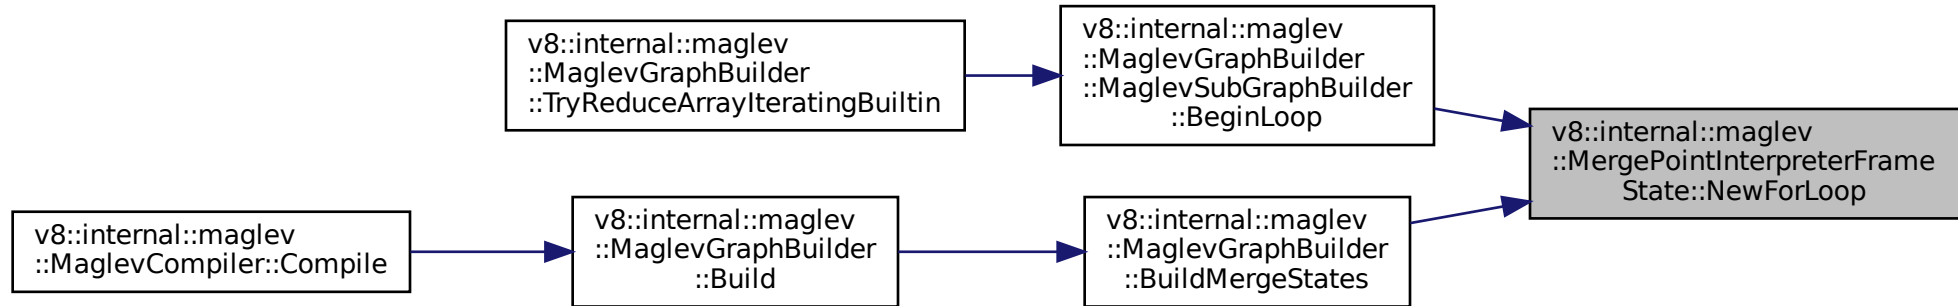 v8::internal::maglev
::MaglevGraphBuilder
::TryReduceArrayIteratingBuiltin
v8::internal::maglev
::MaglevGraphBuilder
::MaglevSubGraphBuilder
::BeginLoop
v8::internal::maglev
::MergePointInterpreterFrame
State::NewForLoop
v8::internal::maglev
::MaglevCompiler::Compile
v8::internal::maglev
::MaglevGraphBuilder
::Build
v8::internal::maglev
::MaglevGraphBuilder
::BuildMergeStates